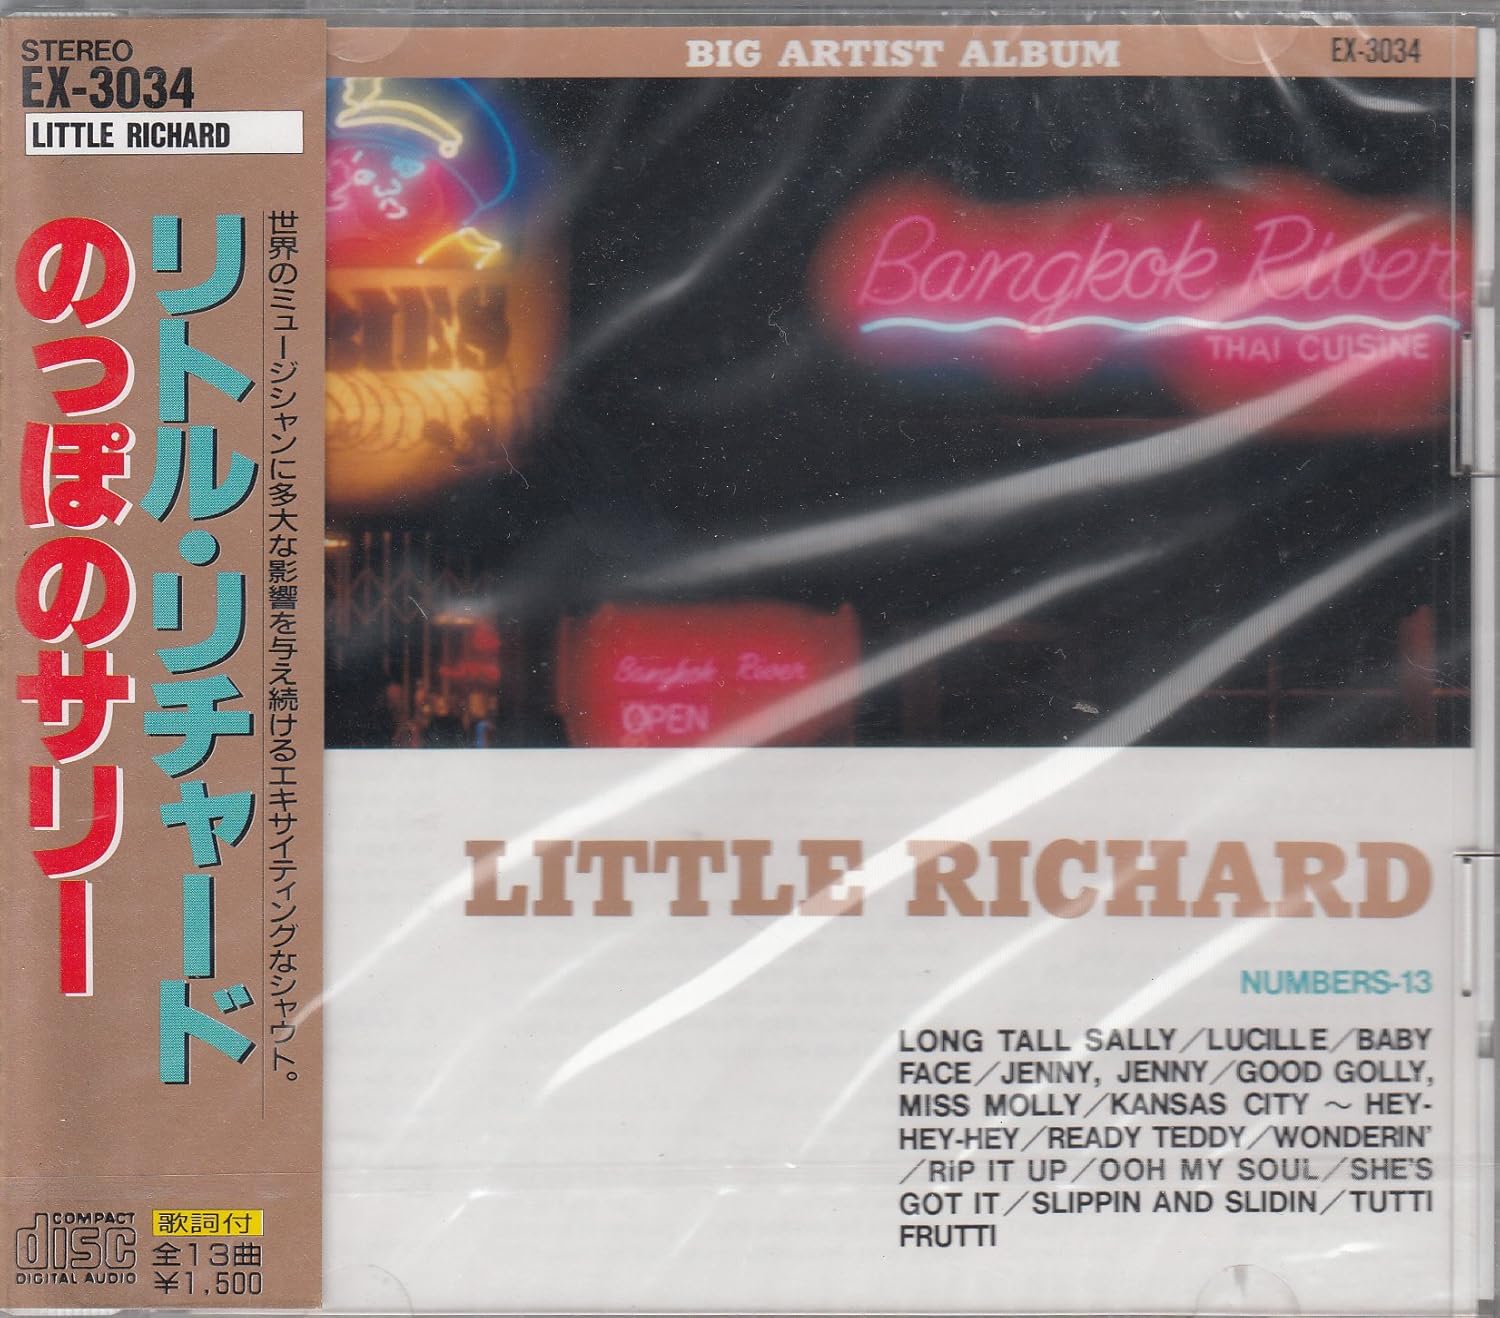 STEREO
EX-3034
LITTLE RICHARD
世界のミュージシャンに多大な影響を与え続けるエキサイティングなシャウト。
リトル・リチャード
のっぽのサリー
COMPACT
disc
DIGITAL AUDIO
歌詞付
全13曲
¥1,500
BIG ARTIST ALBUM
EX-3034
Bangkok River
THAI CUISINE
Bangkok River
OPEN
LITTLE RICHARD
NUMBERS-13
LONG TALL SALLY/LUCILLE/BABY
FACE/JENNY, JENNY/GOOD GOLLY,
MISS MOLLY/KANSAS CITY ~ HEY-
HEY-HEY/READY TEDDY/WONDERIN'
/RiP IT UP/OOH MY SOUL/SHE'S
GOT IT/SLIPPIN AND SLIDIN/TUTTI
FRUTTI